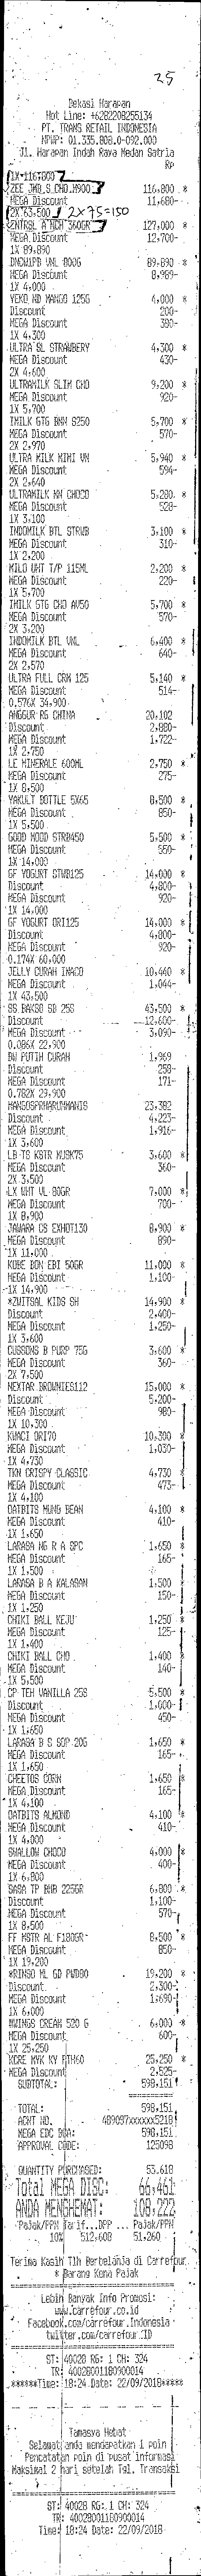 25
Bekasi Harapan
Hot Line: +6282208255134
PT. TRANS RETAIL INDONESIA
NPWP: 01.335.808.0-092.000
Jl. Harapan Indah Raya Medan Satria
Rp
1X 116,800
ZEE JMB.S.CHO.M900 116,800 *
MEGA Discount 11,680-
2X 63,500 2x75=150
ENTRSL A MCH 360GR 127,000 *
MEGA Discount 12,700-
1X 89,890
DNCWIPB VNL 800G 89,890 *
MEGA Discount 8,989-
1X 4,000
YEKO HD MANGO 125G 4,000 *
Discount 200-
MEGA Discount 380-
1X 4,300
ULTRA SL STRAWBERY 4,300 *
MEGA Discount 430-
2X 4,600
ULTRAMILK SLIM CHO 9,200 *
MEGA Discount 920-
1X 5,700
IMILK STG BNM S250 5,700 *
MEGA Discount 570-
2X 2,970
ULTRA MILK MIMI VN 5,940 *
MEGA Discount 594-
2X 2,640
ULTRAMILK MM CHOCO 5,280 *
MEGA Discount 528-
1X 3,100
INDOMILK BTL STRWB 3,100 *
MEGA Discount 310-
1X 2,200
MILO UHT T/P 115ML 2,200 *
MEGA Discount 220-
1X 5,700
IMILK STG CHO AV50 5,700 *
MEGA Discount 570-
2X 3,200
INDOMILK BTL VNL 6,400 *
MEGA Discount 640-
2X 2,570
ULTRA FULL CRM 125 5,140 *
MEGA Discount 514-
0.576X 34,900
ANGGUR RG CHINA 20,102
Discount 2,880-
MEGA Discount 1,722-
1X 2,750
LE MINERALE 600ML 2,750 *
MEGA Discount 275-
1X 8,500
YAKULT BOTTLE 5X65 8,500 *
MEGA Discount 850-
1X 5,500
GOOD MOOD STRB450 5,500 *
MEGA Discount 550-
1X 14,000
GF YOGURT STWB125 14,000 *
Discount 4,800-
MEGA Discount 920-
1X 14,000
GF YOGURT ORI125 14,000 *
Discount 4,800-
MEGA Discount 920-
0.174X 60,000
JELLY CURAH INACO 10,440 *
MEGA Discount 1,044-
1X 43,500
SS BAKSO SD 25S 43,500 *
Discount 12,600-
MEGA Discount 3,090-
0.086X 22,900
BW PUTIH CURAH 1,969
Discount 258-
MEGA Discount 171-
0.782X 29,900
MANGGAHARUMMANIS 23,382
Discount 4,223-
MEGA Discount 1,916-
1X 3,600
LB TS KSTR MJSK75 3,600 *
MEGA Discount 360-
2X 3,500
LX WHT VL 80GR 7,000 *
MEGA Discount 700-
1X 8,900
JAWARA CS EXHOT130 8,900 *
MEGA Discount 890-
1X 11,000
KOBE BON EBI 50GR 11,000 *
MEGA Discount 1,100-
1X 14,900
*ZWITSAL KIDS SH 14,900 *
Discount 2,400-
MEGA Discount 1,250-
1X 3,600
CUSSONS B PURP 75G 3,600 *
MEGA Discount 360-
2X 7,500
NEXTAR BROWNIES112 15,000 *
Discount 5,200-
MEGA Discount 980-
1X 10,300
KWACI ORI70 10,300 *
MEGA Discount 1,030-
1X 4,730
TKN CRISPY CLASSIC 4,730 *
MEGA Discount 473-
1X 4,100
OATBITS MUNG BEAN 4,100 *
MEGA Discount 410-
1X 1,650
LARASA NG R A SPC 1,650 *
MEGA Discount 165-
1X 1,500
LARASA B A KALASAN 1,500 *
MEGA Discount 150-
1X 1,250
CHIKI BALL KEJU 1,250 *
MEGA Discount 125-
1X 1,400
CHIKI BALL CHO 1,400 *
MEGA Discount 140-
1X 5,500
CP TEH VANILLA 25S 5,500 *
Discount 1,000-
MEGA Discount 450-
1X 1,650
LARASA B S SOP 20G 1,650 *
MEGA Discount 165-
1X 1,650
CHEETOS CORN 1,650 *
MEGA Discount 165-
1X 4,100
OATBITS ALMOND 4,100 *
MEGA Discount 410-
1X 4,000
SWALLOW CHOCO 4,000 *
MEGA Discount 400-
1X 6,800
SASA TP BMB 225GR 6,800 *
Discount 1,100-
MEGA Discount 570-
1X 8,500
FF MSTR AL F180GR 8,500 *
MEGA Discount 850-
1X 19,200
*RINSO ML GD PWD80 19,200 *
Discount 2,300-
MEGA Discount 1,690-
1X 6,000
WINGS CREAM 530 G 6,000 *
MEGA Discount 600-
1X 25,250
KORE MYK KY PTH60 25,250 *
MEGA Discount 2,525-
SUBTOTAL: 598,151
TOTAL: 598,151
ACNT NO. 489097xxxxxx5218
MEGA EDC BCA: 598,151
APPROVAL CODE: 125098
QUANTITY PURCHASED: 53.618
Total MEGA DISC: 66,461
ANDA MENGHEMAT: 108,222
Pajak/PPN Tarif...DPP ... Pajak/PPN
10% 512,608 51,260
Terima Kasih Tlh Berbelanja di Carrefour
* Barang Kena Pajak
Lebih Banyak Info Promosi:
www.carrefour.co.id
Facebook.com/carrefour.Indonesia
twitter.com/carrefour.ID
ST: 40028 RG: 1 CH: 324
TR: 40028001180900014
******Time: 18:24 Date: 22/09/2018*****
Tamasya Hebat
Selamat anda mendapatkan 1 poin
Pencatatan poin di pusat informasi
Maksimal 2 hari setelah Tgl. Transaksi
ST: 40028 RG: 1 CH: 324
TR: 40028001180900014
Time: 18:24 Date: 22/09/2018